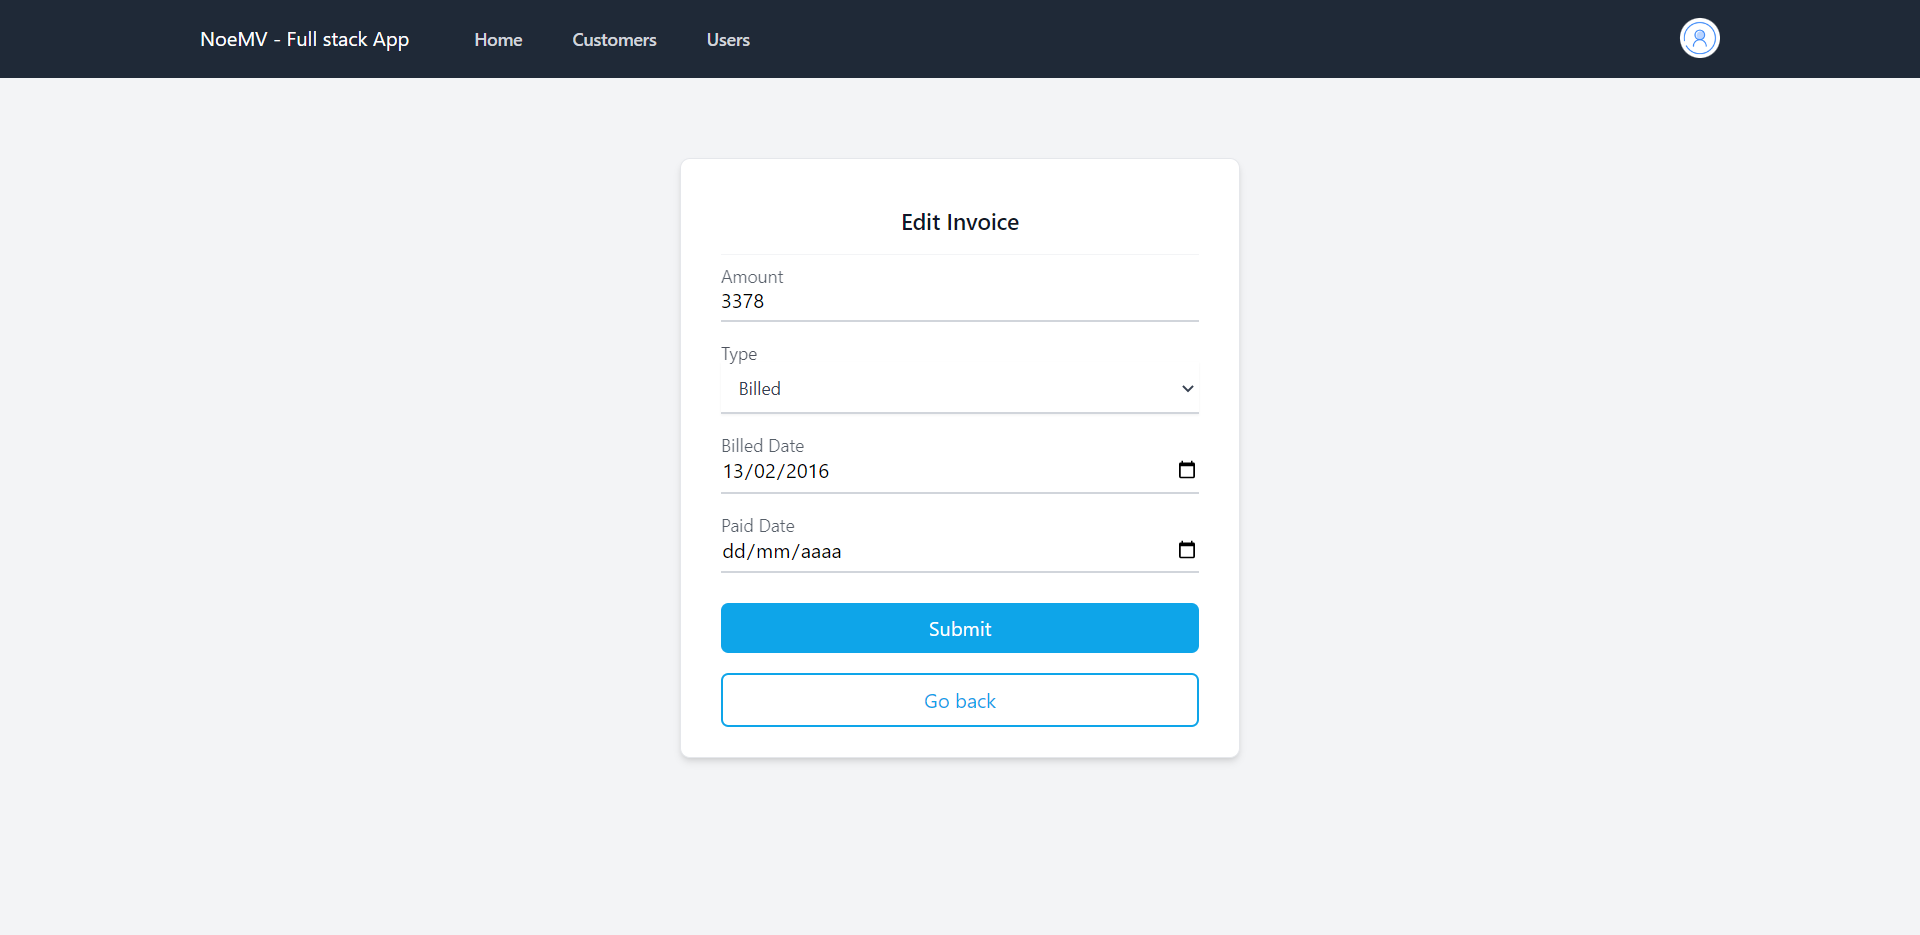 NoeMV - Full stack App Home Customers Users
Edit Invoice
Amount
3378
Type
Billed
Billed Date
13/02/2016
Paid Date
dd/mm/aaaa
Submit
Go back